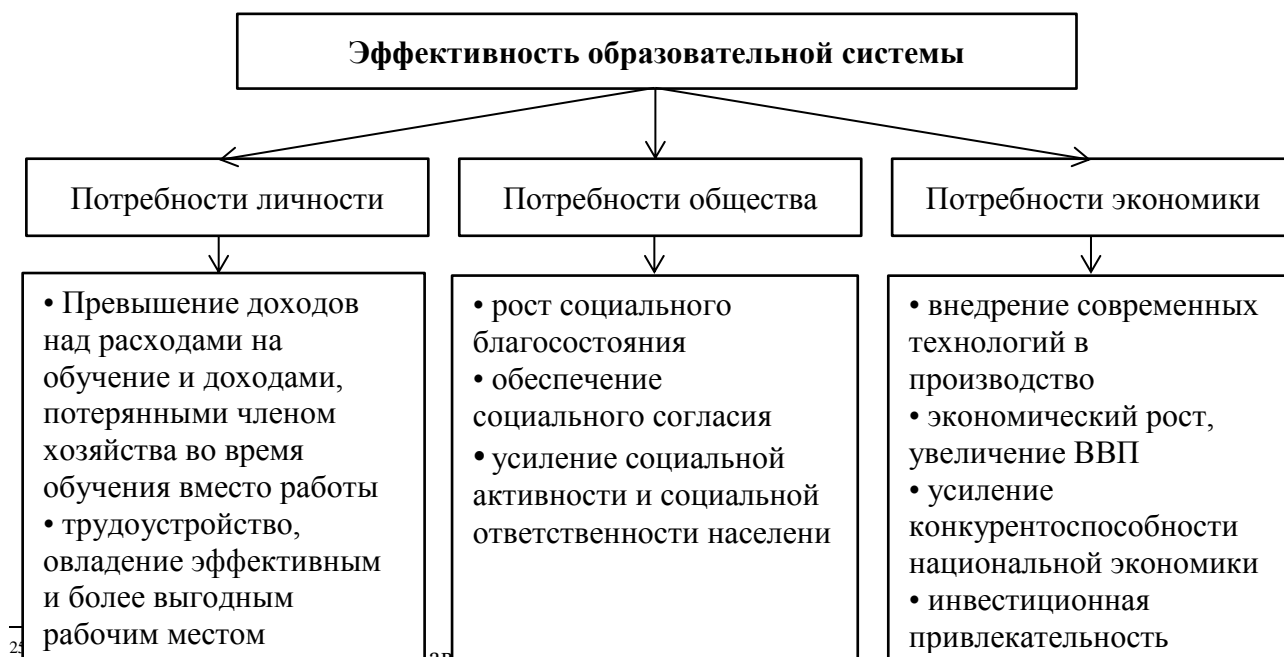 Эффективность образовательной системы
Потребности личности
Потребности общества
Потребности экономики
• Превышение доходов
над расходами на
обучение и доходами,
потерянными членом
хозяйства во время
обучения вместо работы
• трудоустройство,
овладение эффективным
и более выгодным
рабочим местом
• рост социального
благосостояния
• обеспечение
социального согласия
• усиление социальной
активности и социальной
ответственности населени
• внедрение современных
технологий в
производство
• экономический рост,
увеличение ВВП
• усиление
конкурентоспособности
национальной экономики
• инвестиционная
привлекательность